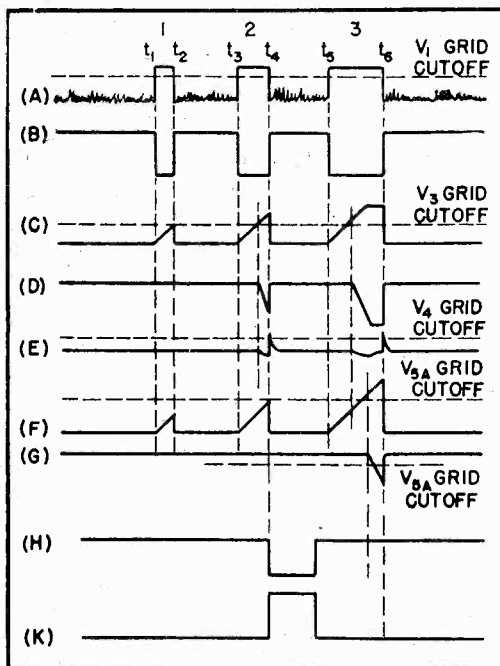 1 2 3
t1 t2 t3 t4 t5 t6
V1 GRID
CUTOFF
(A)
(B)
V3 GRID
CUTOFF
(C)
(D)
V4 GRID
CUTOFF
(E)
V5A GRID
CUTOFF
(F)
(G)
V5A GRID
CUTOFF
(H)
(K)